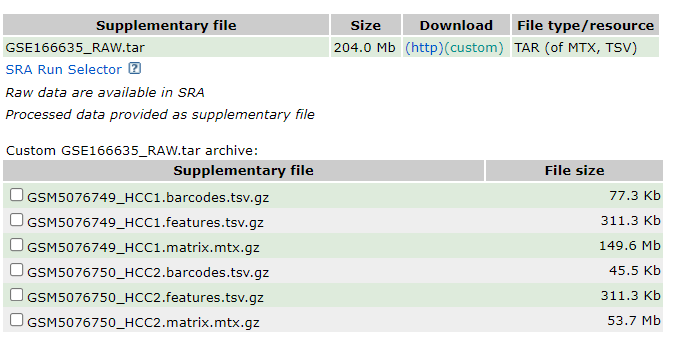 Supplementary file Size Download File type/resource
GSE166635_RAW.tar 204.0 Mb (http)(custom) TAR (of MTX, TSV)
SRA Run Selector ?
Raw data are available in SRA
Processed data provided as supplementary file
Custom GSE166635_RAW.tar archive:
Supplementary file File size
GSM5076749_HCC1.barcodes.tsv.gz 77.3 Kb
GSM5076749_HCC1.features.tsv.gz 311.3 Kb
GSM5076749_HCC1.matrix.mtx.gz 149.6 Mb
GSM5076750_HCC2.barcodes.tsv.gz 45.5 Kb
GSM5076750_HCC2.features.tsv.gz 311.3 Kb
GSM5076750_HCC2.matrix.mtx.gz 53.7 Mb